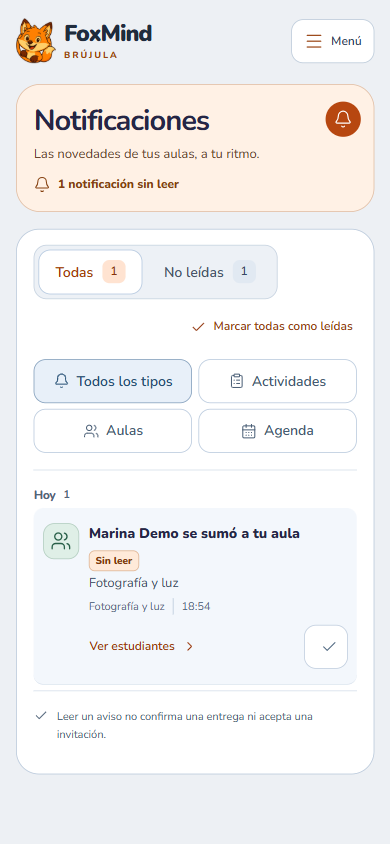 FoxMind
BRÚJULA
Menú
Notificaciones
Las novedades de tus aulas, a tu ritmo.
1 notificación sin leer
Todas 1
No leídas 1
Marcar todas como leídas
Todos los tipos
Actividades
Aulas
Agenda
Hoy 1
Marina Demo se sumó a tu aula
Sin leer
Fotografía y luz
Fotografía y luz 18:54
Ver estudiantes
Leer un aviso no confirma una entrega ni acepta una
invitación.